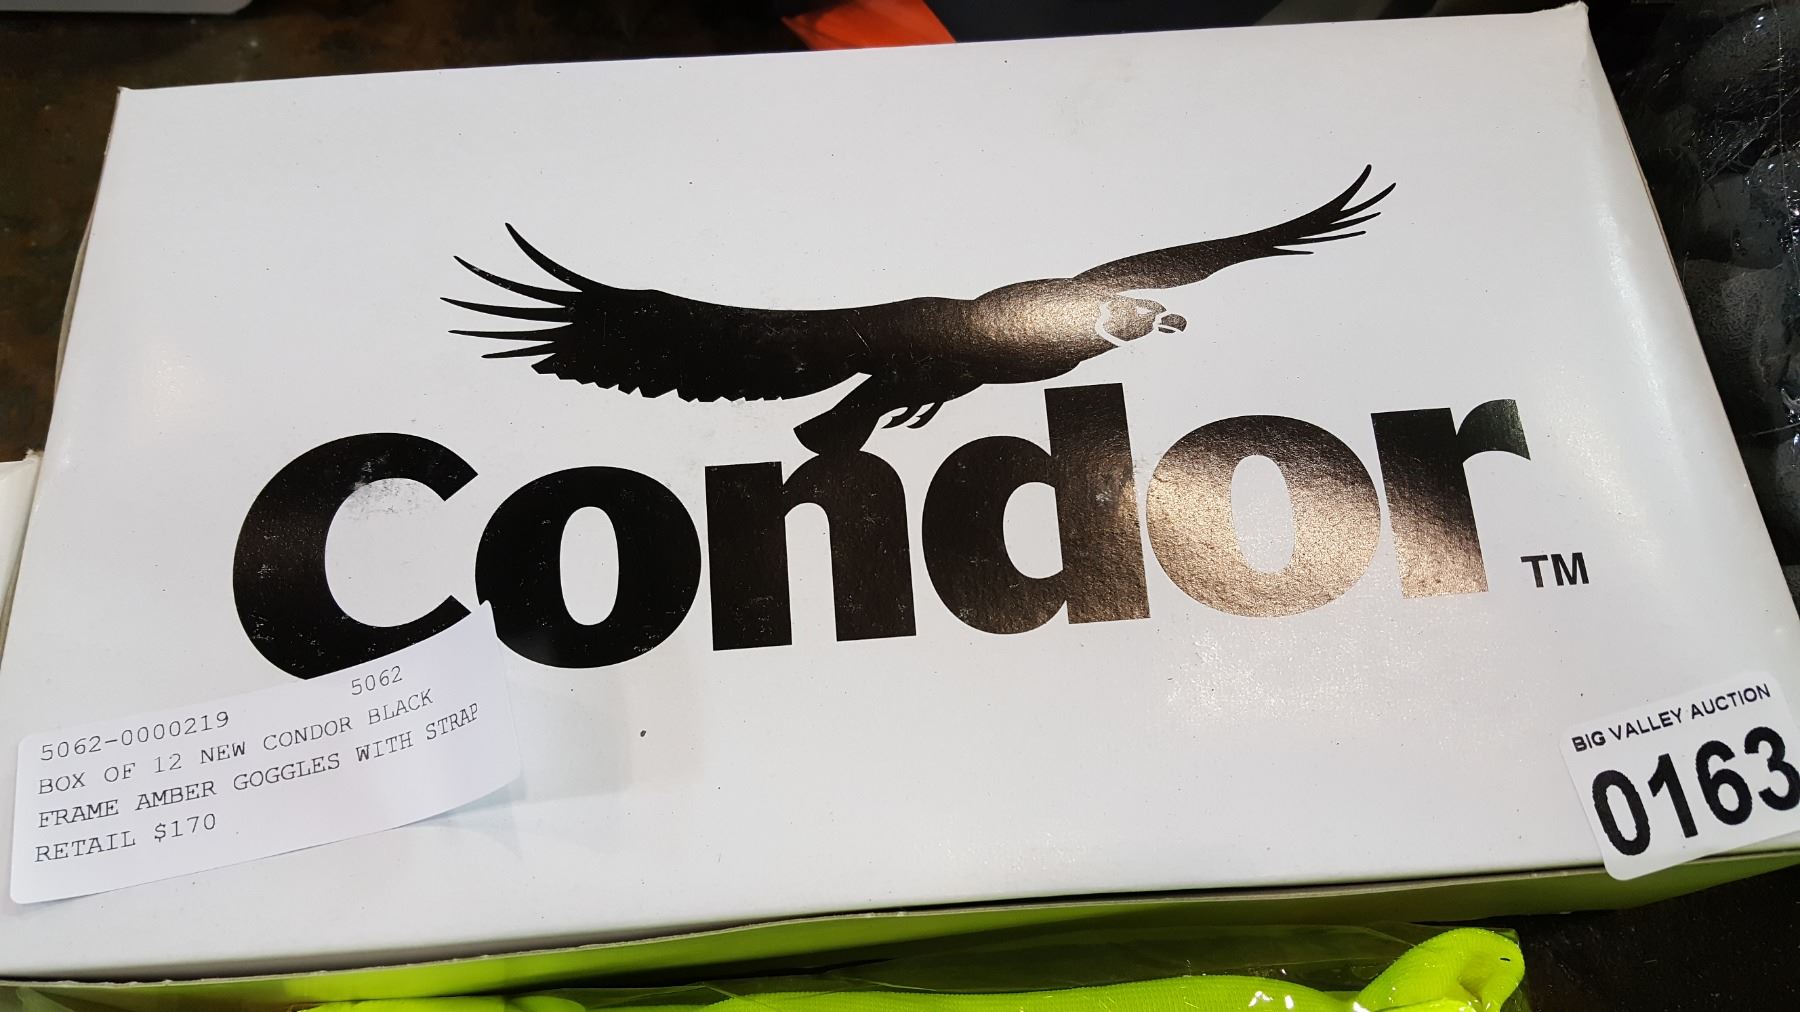 Condor
TM
5062
5062-0000219
BOX OF 12 NEW CONDOR BLACK
FRAME AMBER GOGGLES WITH STRAP
RETAIL $170
BIG VALLEY AUCTION
0163